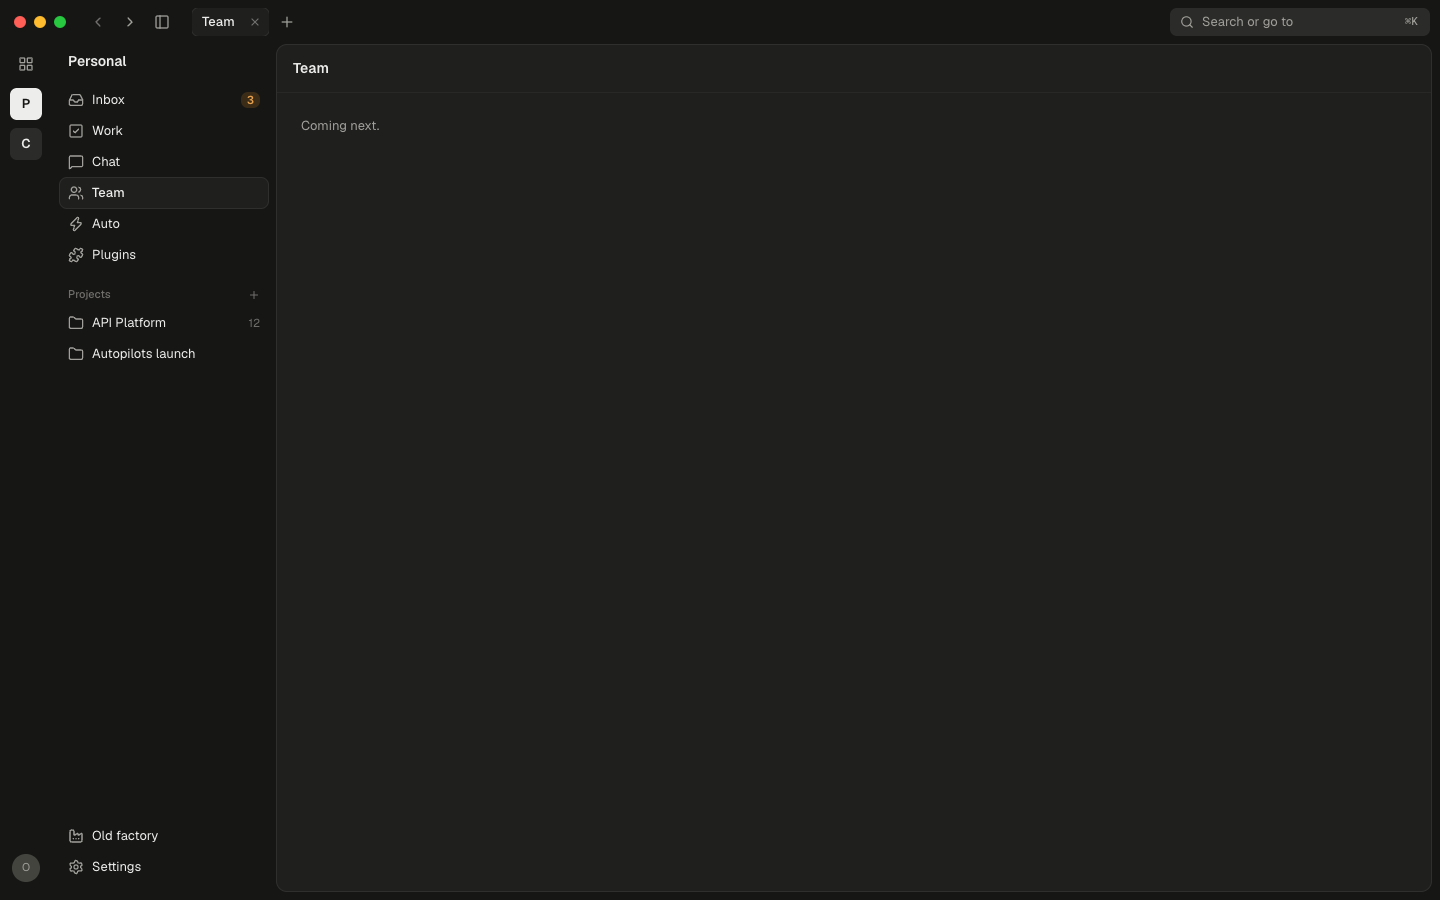 Team
Search or go to
⌘K
Personal
P
C
Inbox
3
Work
Chat
Team
Auto
Plugins
Projects
API Platform
12
Autopilots launch
Old factory
Settings
O
Team
Coming next.